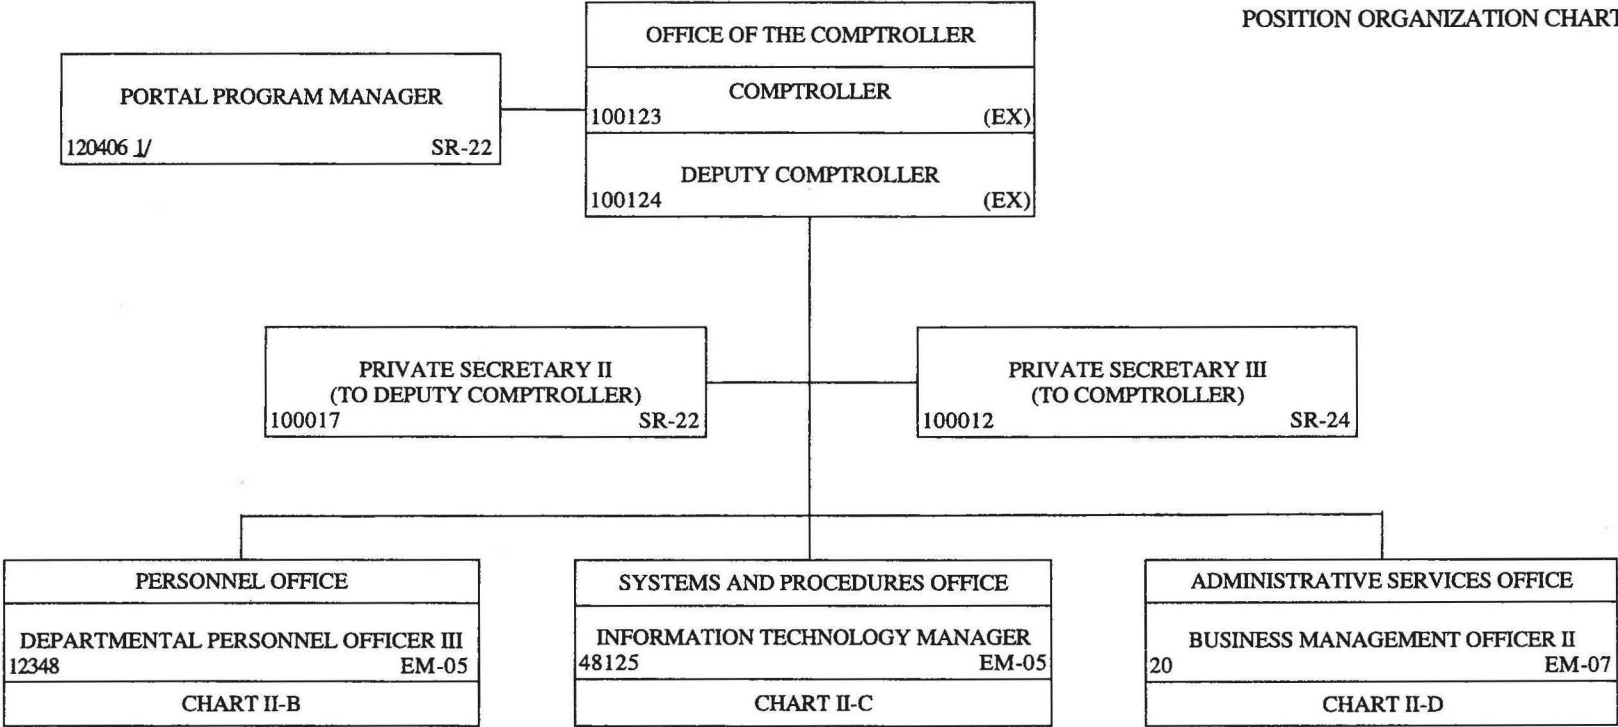 POSITION ORGANIZATION CHART
OFFICE OF THE COMPTROLLER
COMPTROLLER
100123 (EX)
DEPUTY COMPTROLLER
100124 (EX)
PORTAL PROGRAM MANAGER
120406 1/ SR-22
PRIVATE SECRETARY II
(TO DEPUTY COMPTROLLER)
100017 SR-22
PRIVATE SECRETARY III
(TO COMPTROLLER)
100012 SR-24
PERSONNEL OFFICE
DEPARTMENTAL PERSONNEL OFFICER III
12348 EM-05
CHART II-B
SYSTEMS AND PROCEDURES OFFICE
INFORMATION TECHNOLOGY MANAGER
48125 EM-05
CHART II-C
ADMINISTRATIVE SERVICES OFFICE
BUSINESS MANAGEMENT OFFICER II
20 EM-07
CHART II-D